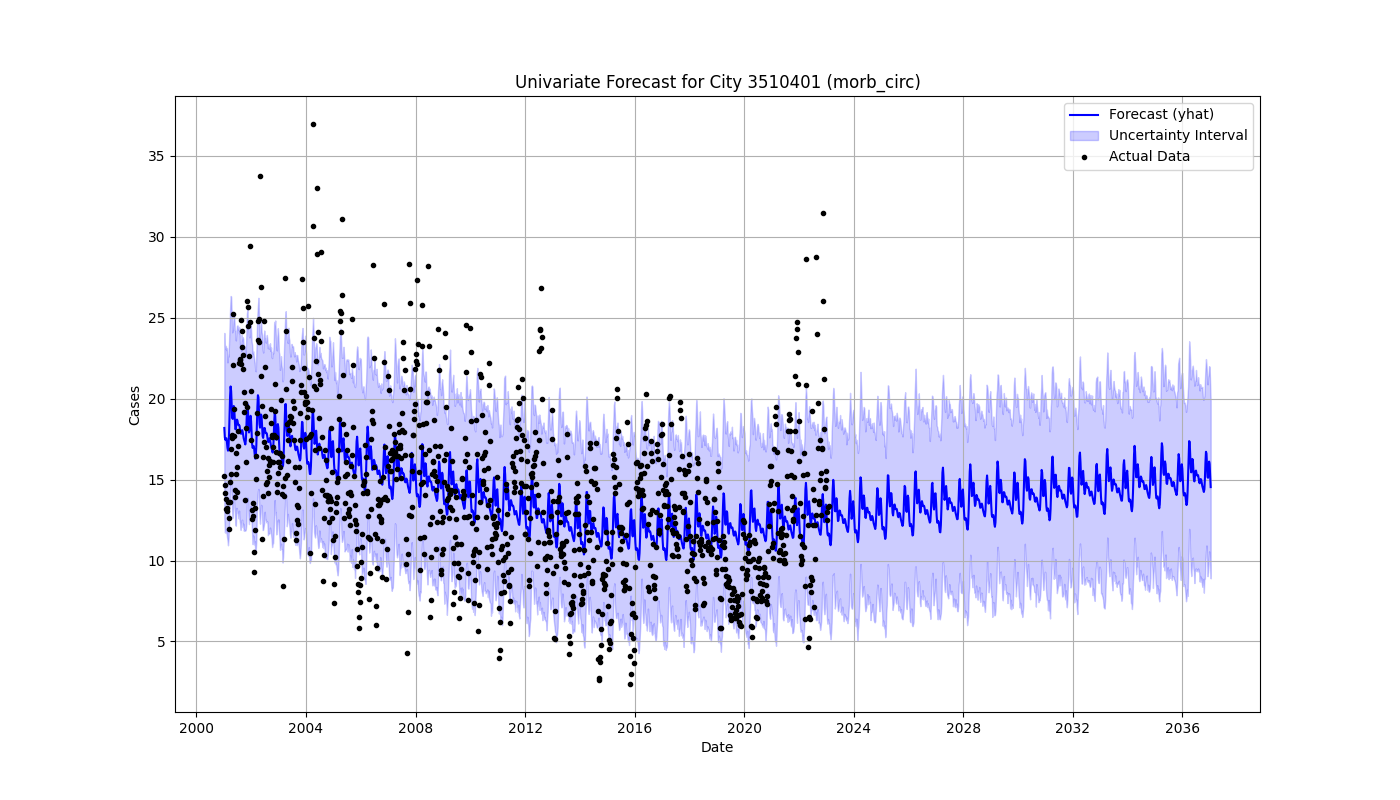 Univariate Forecast for City 3510401 (morb_circ)
Forecast (yhat)
Uncertainty Interval
Actual Data
Cases
35
30
25
20
15
10
5
2000 2004 2008 2012 2016 2020 2024 2028 2032 2036
Date